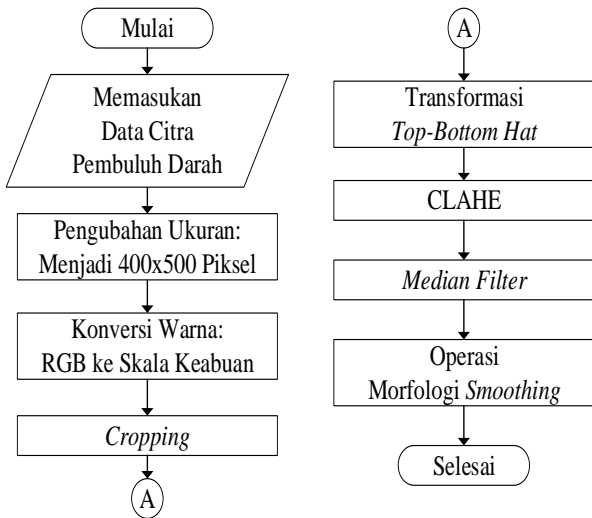 Mulai
Memasukan
Data Citra
Pembuluh Darah
Pengubahan Ukuran:
Menjadi 400x500 Piksel
Konversi Warna:
RGB ke Skala Keabuan
Cropping
A
A
Transformasi
Top-Bottom Hat
CLAHE
Median Filter
Operasi
Morfologi Smoothing
Selesai